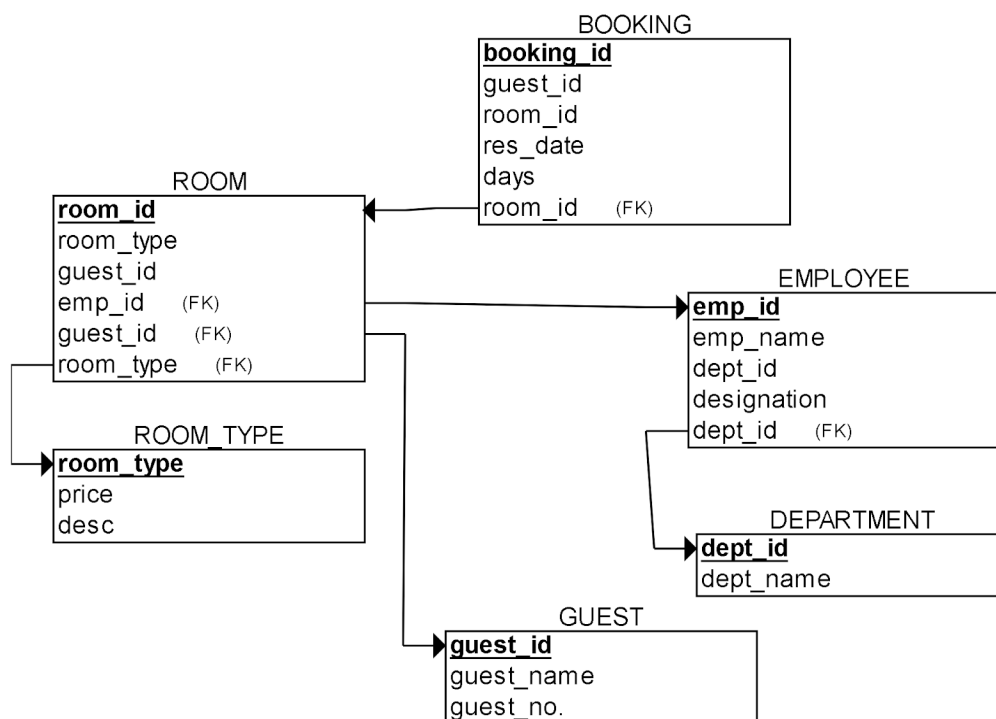 BOOKING
booking_id
guest_id
room_id
res_date
days
room_id (FK)
ROOM
room_id
room_type
guest_id
emp_id (FK)
guest_id (FK)
room_type (FK)
EMPLOYEE
emp_id
emp_name
dept_id
designation
dept_id (FK)
ROOM_TYPE
room_type
price
desc
DEPARTMENT
dept_id
dept_name
GUEST
guest_id
guest_name
guest_no.